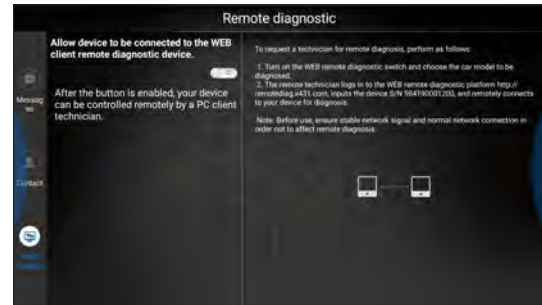 Remote diagnostic
Allow device to be connected to the WEB
client remote diagnostic device.
After the button is enabled, your device
can be controlled remotely by a PC client
technician.
To request a technician for remote diagnosis, perform as follows:
1. Turn on the WEB remote diagnostic switch and choose the car model to be
diagnosed.
2. The remote technician logs in to the WEB remote diagnostic platform http://
remotediag.x431.com, inputs the device S/N 984190001200, and remotely connects
to your device for diagnosis.
Note: Before use, ensure stable network signal and normal network connection in
order not to affect remote diagnosis.
Messag
es
Contact